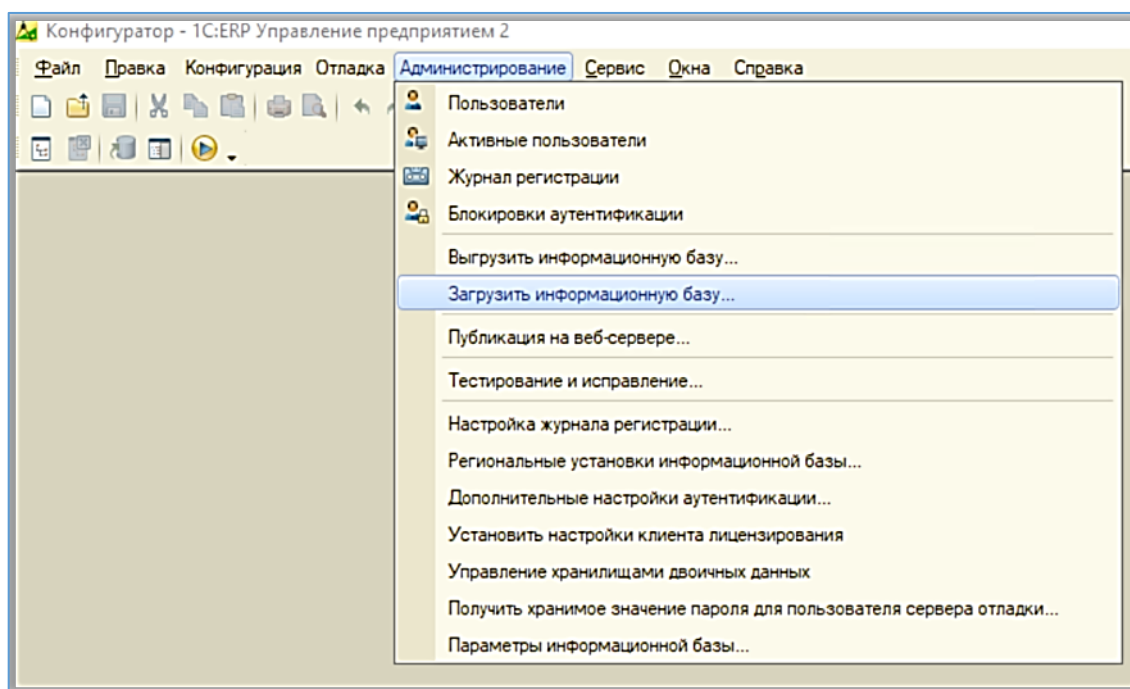 Конфигуратор - 1С:ERP Управление предприятием 2
Файл Правка Конфигурация Отладка Администрирование Сервис Окна Справка
Пользователи
Активные пользователи
Журнал регистрации
Блокировки аутентификации
Выгрузить информационную базу...
Загрузить информационную базу...
Публикация на веб-сервере...
Тестирование и исправление...
Настройка журнала регистрации...
Региональные установки информационной базы...
Дополнительные настройки аутентификации...
Установить настройки клиента лицензирования
Управление хранилищами двоичных данных
Получить хранимое значение пароля для пользователя сервера отладки...
Параметры информационной базы...